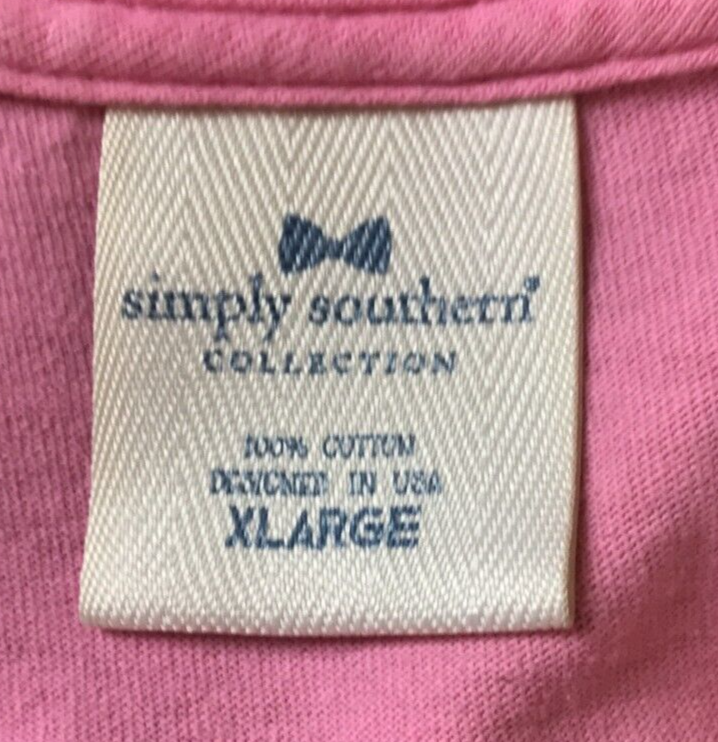 simply southern®
COLLECTION
100% COTTON
DESIGNED IN USA
XLARGE